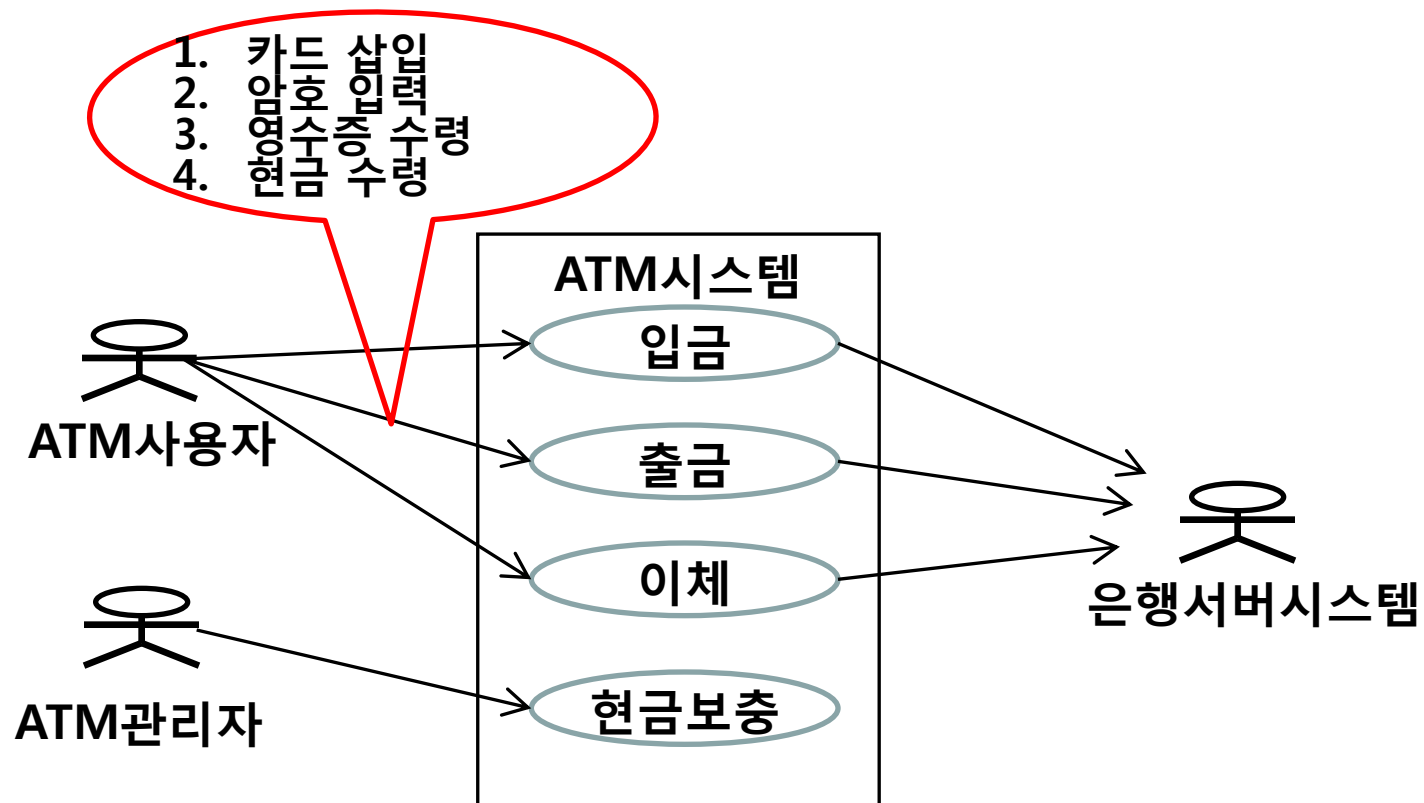 1. 카드 삽입
2. 암호 입력
3. 영수증 수령
4. 현금 수령
ATM시스템
입금
ATM사용자
출금
이체
은행서버시스템
ATM관리자
현금보충